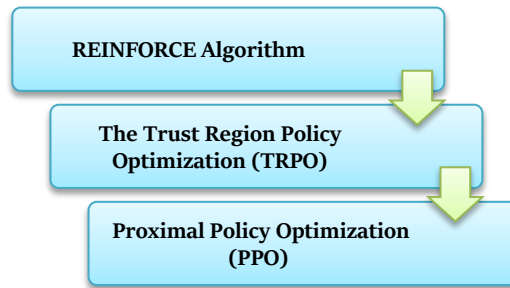 REINFORCE Algorithm
The Trust Region Policy
Optimization (TRPO)
Proximal Policy Optimization
(PPO)